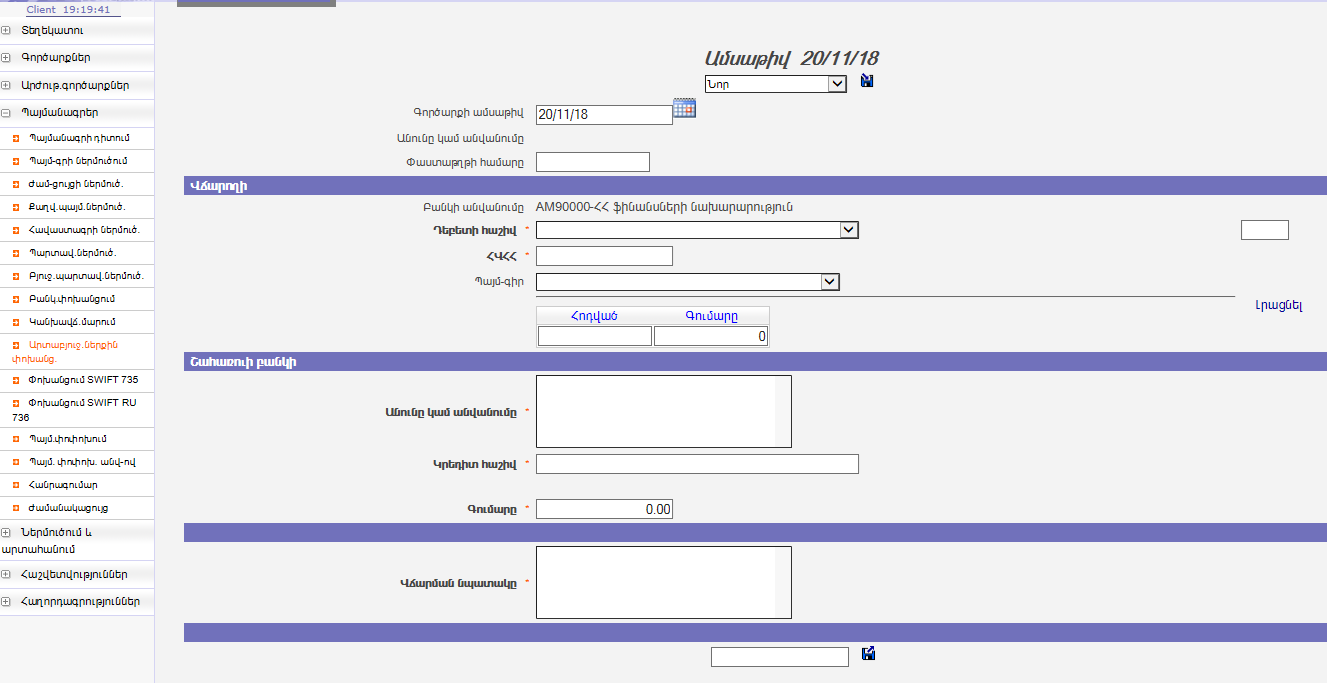 Client 19:19:41
Տեղեկատու
Գործարքներ
Արժութ.գործարքներ
Պայմանագրեր
Պայմանագրի դիտում
Պայմ-գրի ներմուծում
Ժամ-ցույցի ներմուծ.
Քաղվ.պայմ.ներմուծ.
Հավաստագրի ներմուծ.
Պարտավ.ներմուծ.
Բյուջ.պարտավ.ներմուծ.
Բանկ.փոխանցում
Կանխավճ.մարում
Արտաբյուջ.ներքին
փոխանց.
Փոխանցում SWIFT 735
Փոխանցում SWIFT RU
736
Պայմ.փոփոխում
Պայմ. փոփոխ. անվ-ով
Հանրագումար
Ժամանակացույց
Ներմուծում և
արտահանում
Հաշվետվություններ
Հաղորդագրություններ
Ամսաթիվ 20/11/18
Նոր
Գործարքի ամսաթիվ 20/11/18
Անունը կամ անվանումը
Փաստաթղթի համարը
Վճարողի
Բանկի անվանումը AM90000-ՀՀ ֆինանսների նախարարություն
Դեբետի հաշիվ *
ՀՎՀՀ *
Պայմ-գիր
Լրացնել
Հոդված Գումարը
0
Շահառուի բանկի
Անունը կամ անվանումը *
Կրեդիտ հաշիվ *
Գումարը * 0.00
Վճարման նպատակը *